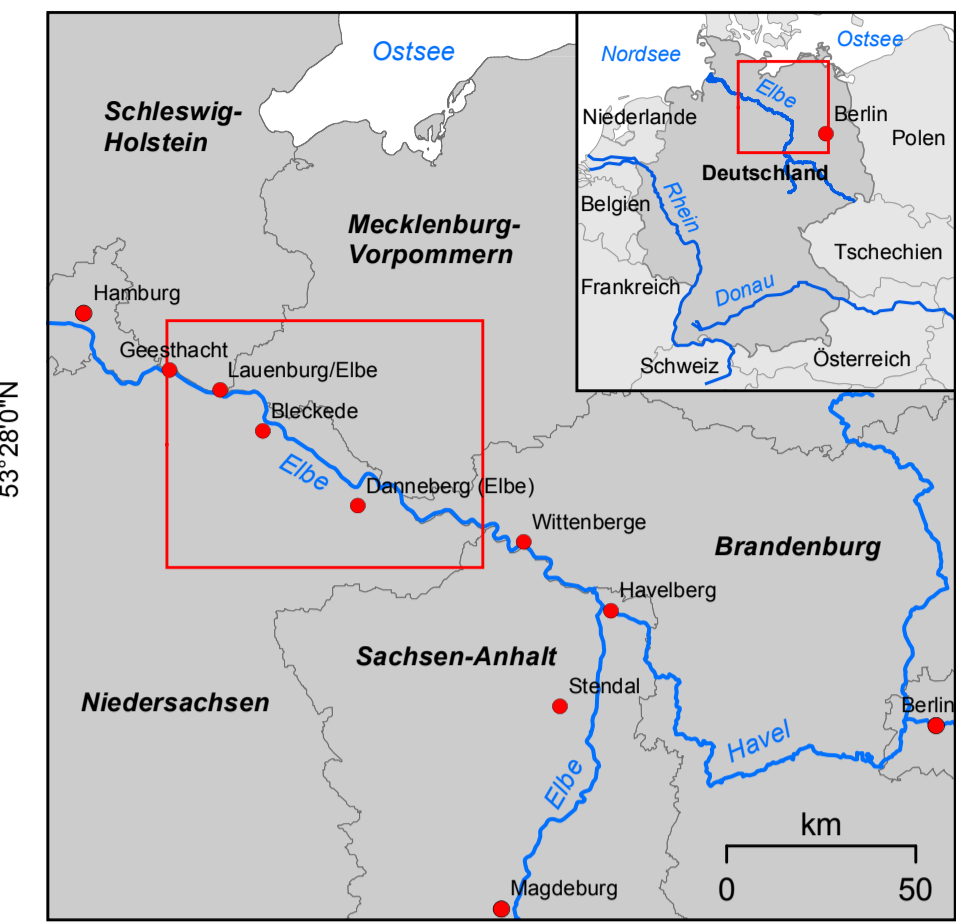 Ostsee
Schleswig-
Holstein
Mecklenburg-
Vorpommern
Hamburg
Geesthacht
Lauenburg/Elbe
Bleckede
Elbe
Danneberg (Elbe)
Wittenberge
Brandenburg
Havelberg
Sachsen-Anhalt
Stendal
Niedersachsen
Berlin
Havel
Elbe
Magdeburg
km
0 50
53°28'0"N
Nordsee
Ostsee
Elbe
Niederlande
Berlin
Polen
Deutschland
Belgien
Rhein
Tschechien
Frankreich
Donau
Schweiz
Österreich